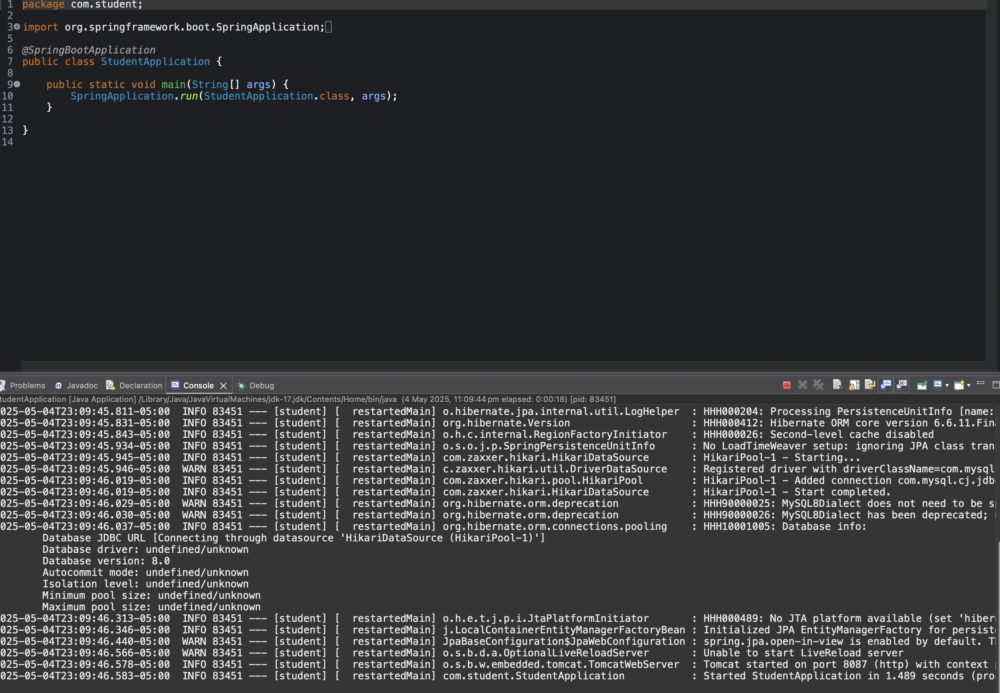 1 package com.student;
2
3 import org.springframework.boot.SpringApplication;
5
6 @SpringBootApplication
7 public class StudentApplication {
8
9 public static void main(String[] args) {
10 SpringApplication.run(StudentApplication.class, args);
11 }
12
13 }
14
Problems @ Javadoc Declaration Console Debug
tudentApplication [Java Application] /Library/Java/JavaVirtualMachines/jdk-17.jdk/Contents/Home/bin/java (4 May 2025, 11:09:44 pm elapsed: 0:00:18) [pid: 83451]
025-05-04T23:09:45.811-05:00 INFO 83451 --- [student] [ restartedMain] o.hibernate.jpa.internal.util.LogHelper : HHH000204: Processing PersistenceUnitInfo [name:
025-05-04T23:09:45.831-05:00 INFO 83451 --- [student] [ restartedMain] org.hibernate.Version : HHH000412: Hibernate ORM core version 6.6.11.Fina
025-05-04T23:09:45.843-05:00 INFO 83451 --- [student] [ restartedMain] o.h.c.internal.RegionFactoryInitiator : HHH000026: Second-level cache disabled
025-05-04T23:09:45.934-05:00 INFO 83451 --- [student] [ restartedMain] o.s.o.j.p.SpringPersistenceUnitInfo : No LoadTimeWeaver setup: ignoring JPA class tran
025-05-04T23:09:45.945-05:00 INFO 83451 --- [student] [ restartedMain] com.zaxxer.hikari.HikariDataSource : HikariPool-1 - Starting...
025-05-04T23:09:45.946-05:00 WARN 83451 --- [student] [ restartedMain] c.zaxxer.hikari.util.DriverDataSource : Registered driver with driverClassName=com.mysql
025-05-04T23:09:46.019-05:00 INFO 83451 --- [student] [ restartedMain] com.zaxxer.hikari.pool.HikariPool : HikariPool-1 - Added connection com.mysql.cj.jdb
025-05-04T23:09:46.019-05:00 INFO 83451 --- [student] [ restartedMain] com.zaxxer.hikari.HikariDataSource : HikariPool-1 - Start completed.
025-05-04T23:09:46.029-05:00 WARN 83451 --- [student] [ restartedMain] org.hibernate.orm.deprecation : HHH90000025: MySQL8Dialect does not need to be s
025-05-04T23:09:46.030-05:00 WARN 83451 --- [student] [ restartedMain] org.hibernate.orm.deprecation : HHH90000026: MySQL8Dialect has been deprecated;
025-05-04T23:09:46.037-05:00 INFO 83451 --- [student] [ restartedMain] org.hibernate.orm.connections.pooling : HHH10001005: Database info:
Database JDBC URL [Connecting through datasource 'HikariDataSource (HikariPool-1)']
Database driver: undefined/unknown
Database version: 8.0
Autocommit mode: undefined/unknown
Isolation level: undefined/unknown
Minimum pool size: undefined/unknown
Maximum pool size: undefined/unknown
025-05-04T23:09:46.313-05:00 INFO 83451 --- [student] [ restartedMain] o.h.e.t.j.p.i.JtaPlatformInitiator : HHH000489: No JTA platform available (set 'hiber
025-05-04T23:09:46.346-05:00 INFO 83451 --- [student] [ restartedMain] j.LocalContainerEntityManagerFactoryBean : Initialized JPA EntityManagerFactory for persist
025-05-04T23:09:46.440-05:00 WARN 83451 --- [student] [ restartedMain] JpaBaseConfiguration$JpaWebConfiguration : spring.jpa.open-in-view is enabled by default. T
025-05-04T23:09:46.566-05:00 WARN 83451 --- [student] [ restartedMain] o.s.b.d.a.OptionalLiveReloadServer : Unable to start LiveReload server
025-05-04T23:09:46.578-05:00 INFO 83451 --- [student] [ restartedMain] o.s.b.w.embedded.tomcat.TomcatWebServer : Tomcat started on port 8087 (http) with context
025-05-04T23:09:46.583-05:00 INFO 83451 --- [student] [ restartedMain] com.student.StudentApplication : Started StudentApplication in 1.489 seconds (pro